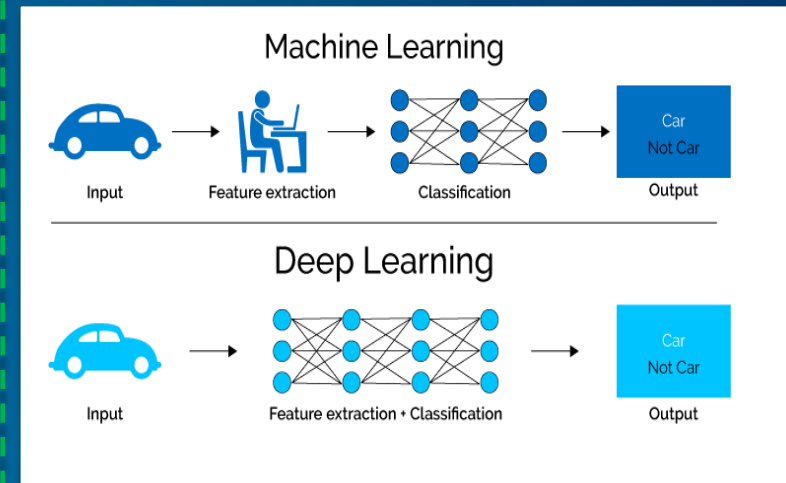 Machine Learning
Input
Feature extraction
Classification
Car
Not Car
Output
Deep Learning
Input
Feature extraction + Classification
Car
Not Car
Output